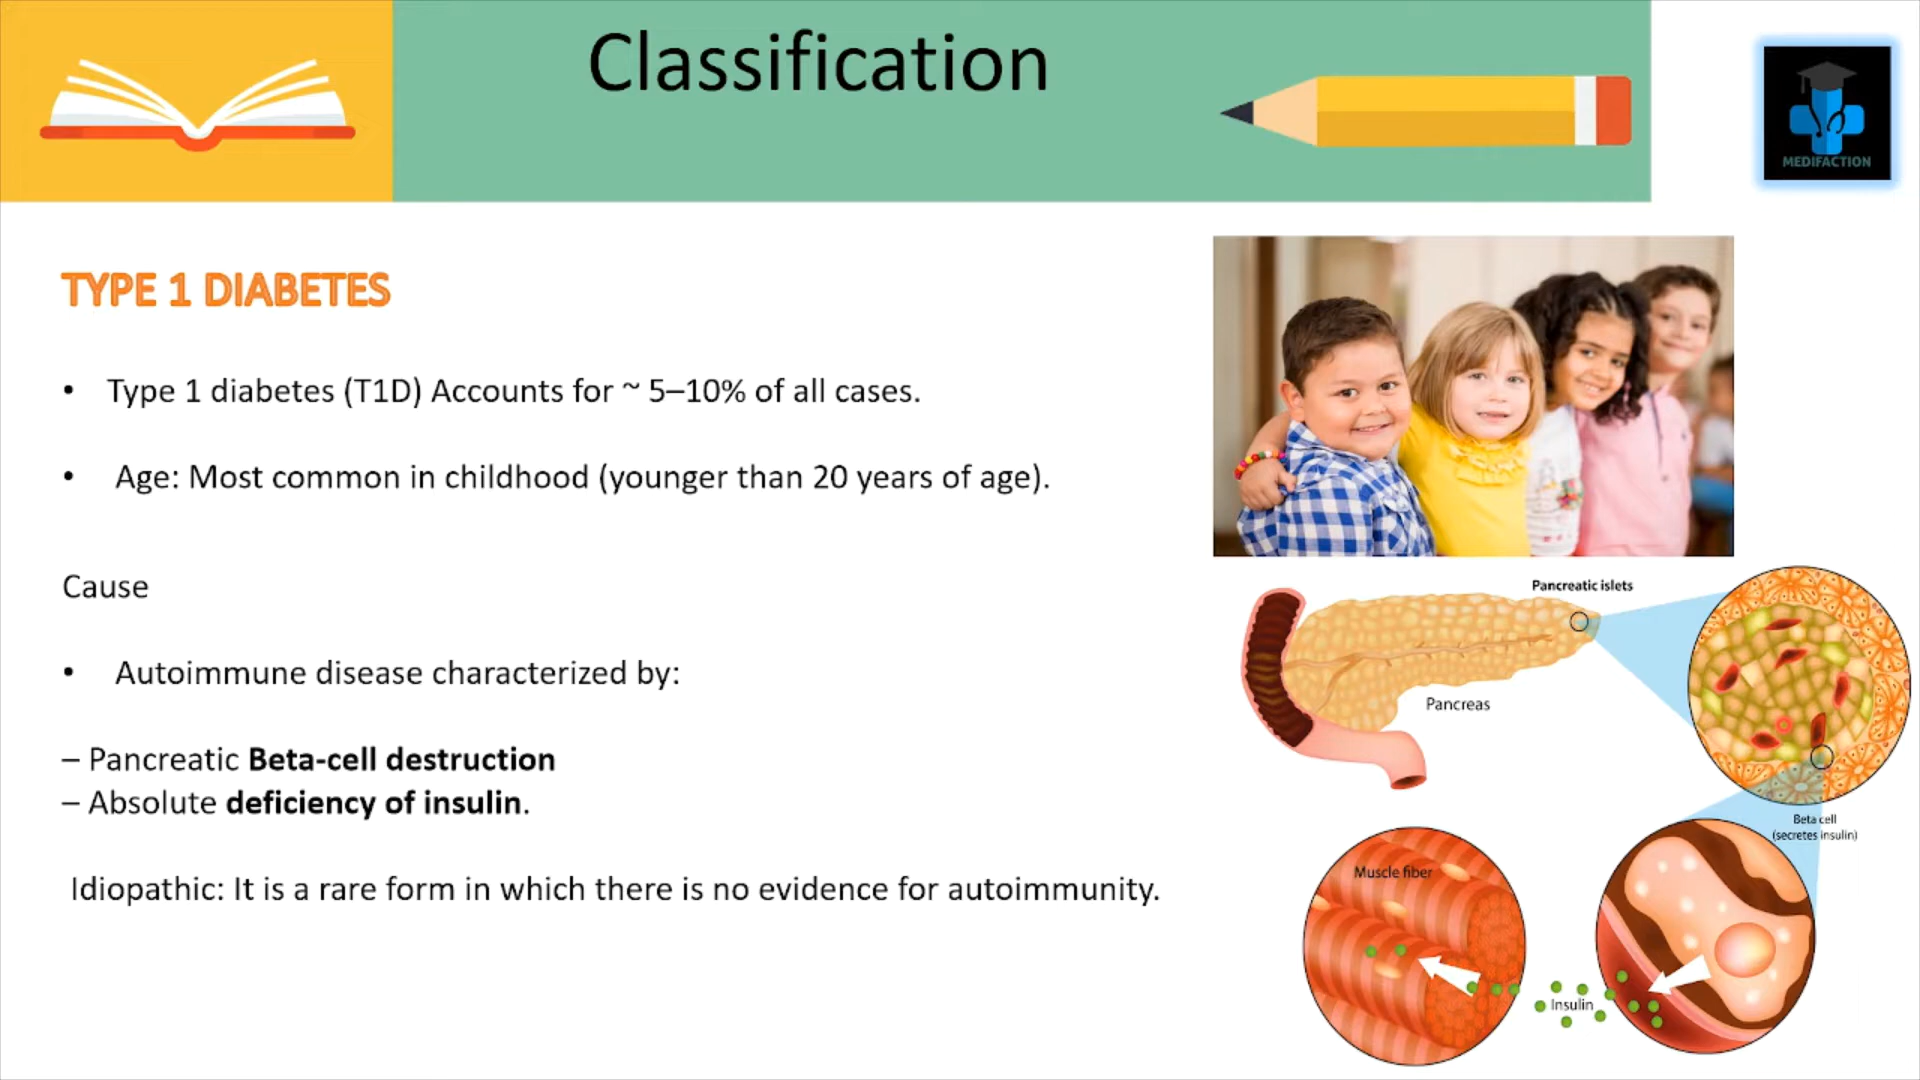 Classification
MEDIFACTION
TYPE 1 DIABETES
• Type 1 diabetes (T1D) Accounts for ~ 5–10% of all cases.
• Age: Most common in childhood (younger than 20 years of age).
Cause
• Autoimmune disease characterized by:
– Pancreatic Beta-cell destruction
– Absolute deficiency of insulin.
Idiopathic: It is a rare form in which there is no evidence for autoimmunity.
Pancreatic islets
Pancreas
Beta cell
(secretes insulin)
Muscle fiber
Insulin